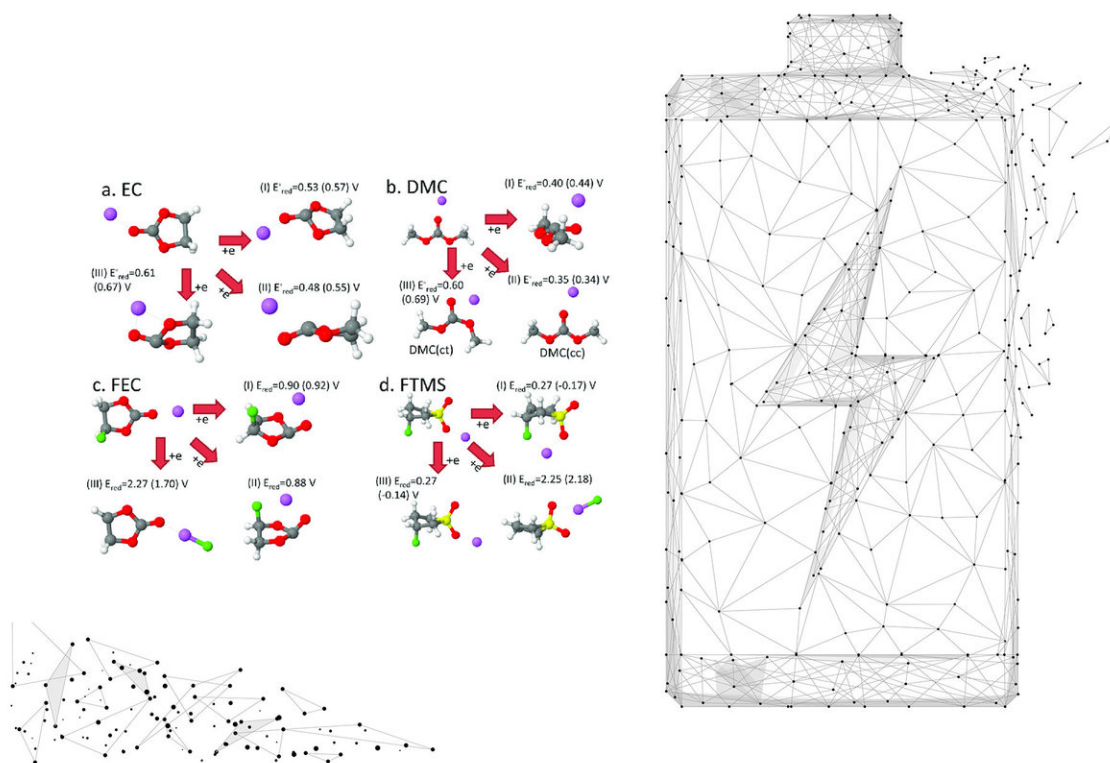 a. EC
(I) E°red=0.53 (0.57) V
+e
(III) E°red=0.61
(0.67) V
+e
+e
(II) E°red=0.48 (0.55) V
b. DMC
(I) E°red=0.40 (0.44) V
+e
(III) E°red=0.60
(0.69) V
+e
+e
(II) E°red=0.35 (0.34) V
DMC(ct)
DMC(cc)
c. FEC
(I) Ered=0.90 (0.92) V
+e
+e
+e
(III) Ered=2.27 (1.70) V
(II) Ered=0.88 V
d. FTMS
(I) Ered=0.27 (-0.17) V
+e
+e
+e
(III) Ered=0.27
(-0.14) V
(II) Ered=2.25 (2.18)